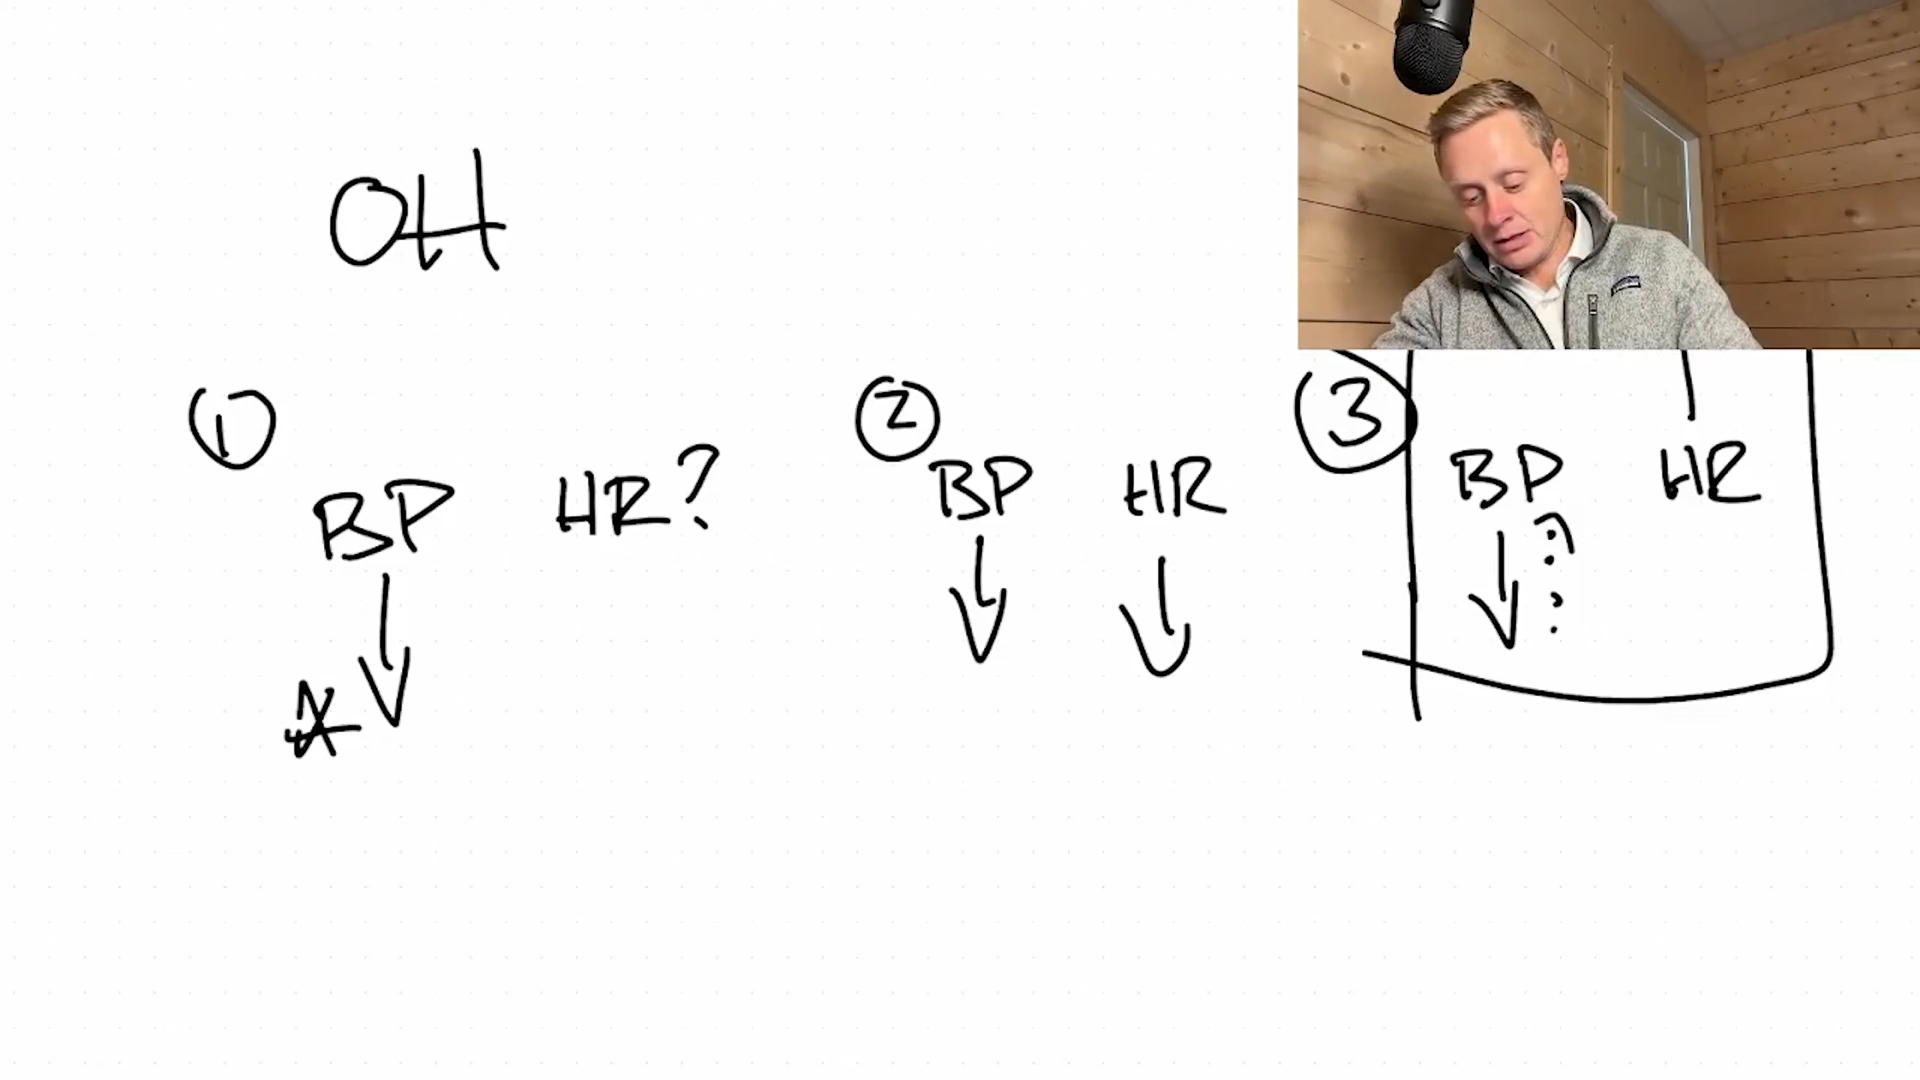 OH
① BP HR?
② BP HR
③ BP HR